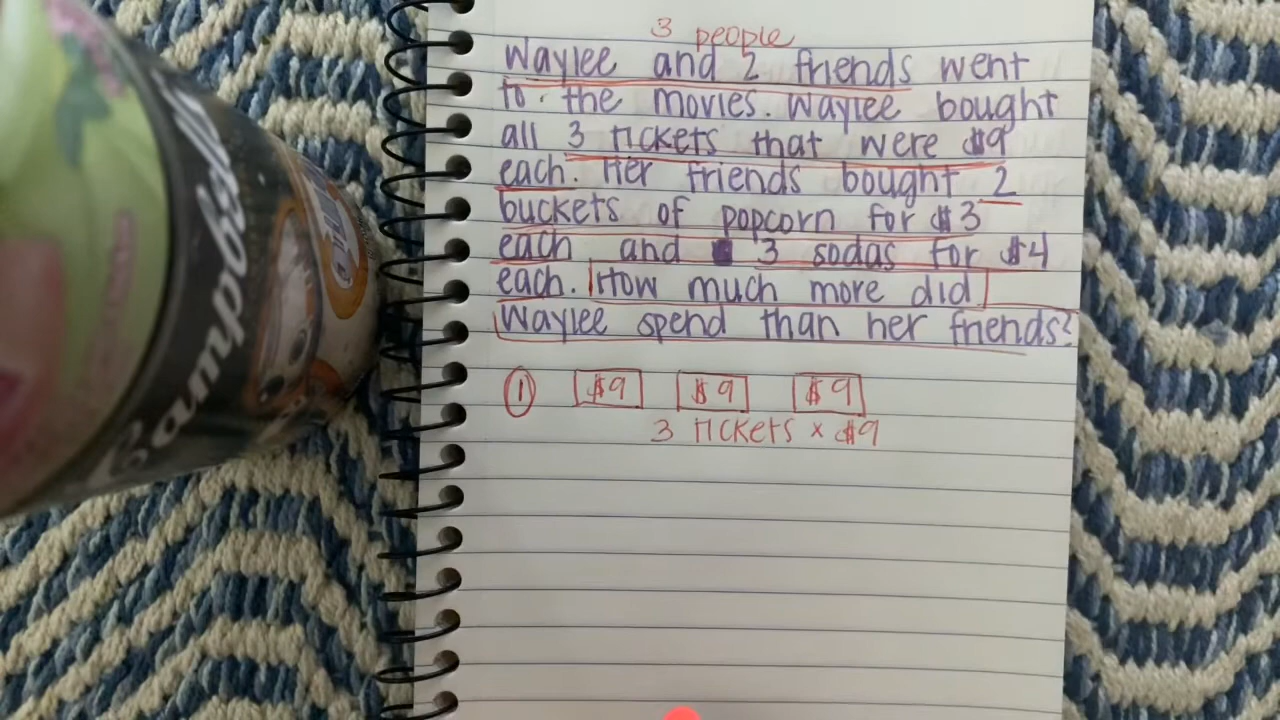 3 people
Waylee and 2 friends went
to the movies. Waylee bought
all 3 tickets that were $9
each. Her friends bought 2
buckets of popcorn for $3
each and 3 sodas for $4
each. How much more did
Waylee spend than her friends?
1 $9 $9 $9
3 tickets x $9